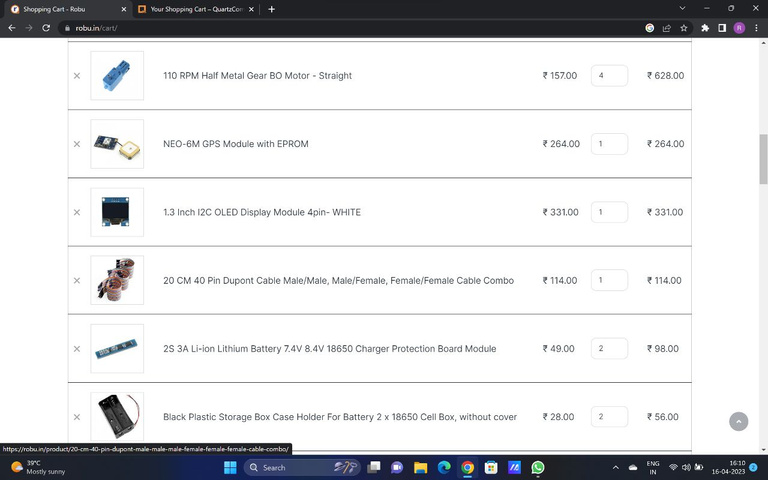 Shopping Cart - Robu
Your Shopping Cart – QuartzCom
robu.in/cart/
110 RPM Half Metal Gear BO Motor - Straight ₹ 157.00 4 ₹ 628.00
NEO-6M GPS Module with EPROM ₹ 264.00 1 ₹ 264.00
1.3 Inch I2C OLED Display Module 4pin- WHITE ₹ 331.00 1 ₹ 331.00
20 CM 40 Pin Dupont Cable Male/Male, Male/Female, Female/Female Cable Combo ₹ 114.00 1 ₹ 114.00
2S 3A Li-ion Lithium Battery 7.4V 8.4V 18650 Charger Protection Board Module ₹ 49.00 2 ₹ 98.00
Black Plastic Storage Box Case Holder For Battery 2 x 18650 Cell Box, without cover ₹ 28.00 2 ₹ 56.00
https://robu.in/product/20-cm-40-pin-dupont-male-male-male-female-female-female-cable-combo/
39°C
Mostly sunny
Search
ENG
IN
16:10
16-04-2023
2